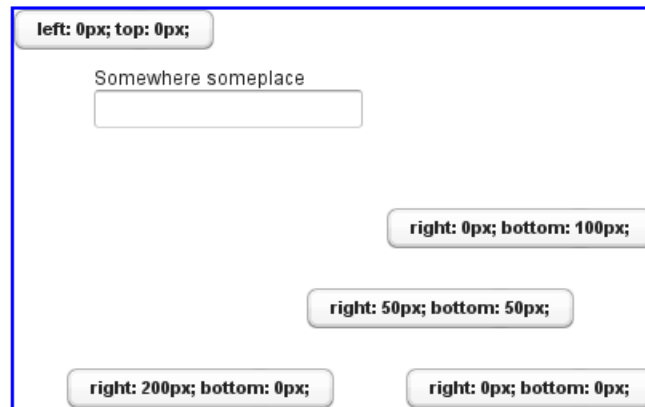 left: 0px; top: 0px;
Somewhere someplace
right: 0px; bottom: 100px;
right: 50px; bottom: 50px;
right: 200px; bottom: 0px;
right: 0px; bottom: 0px;